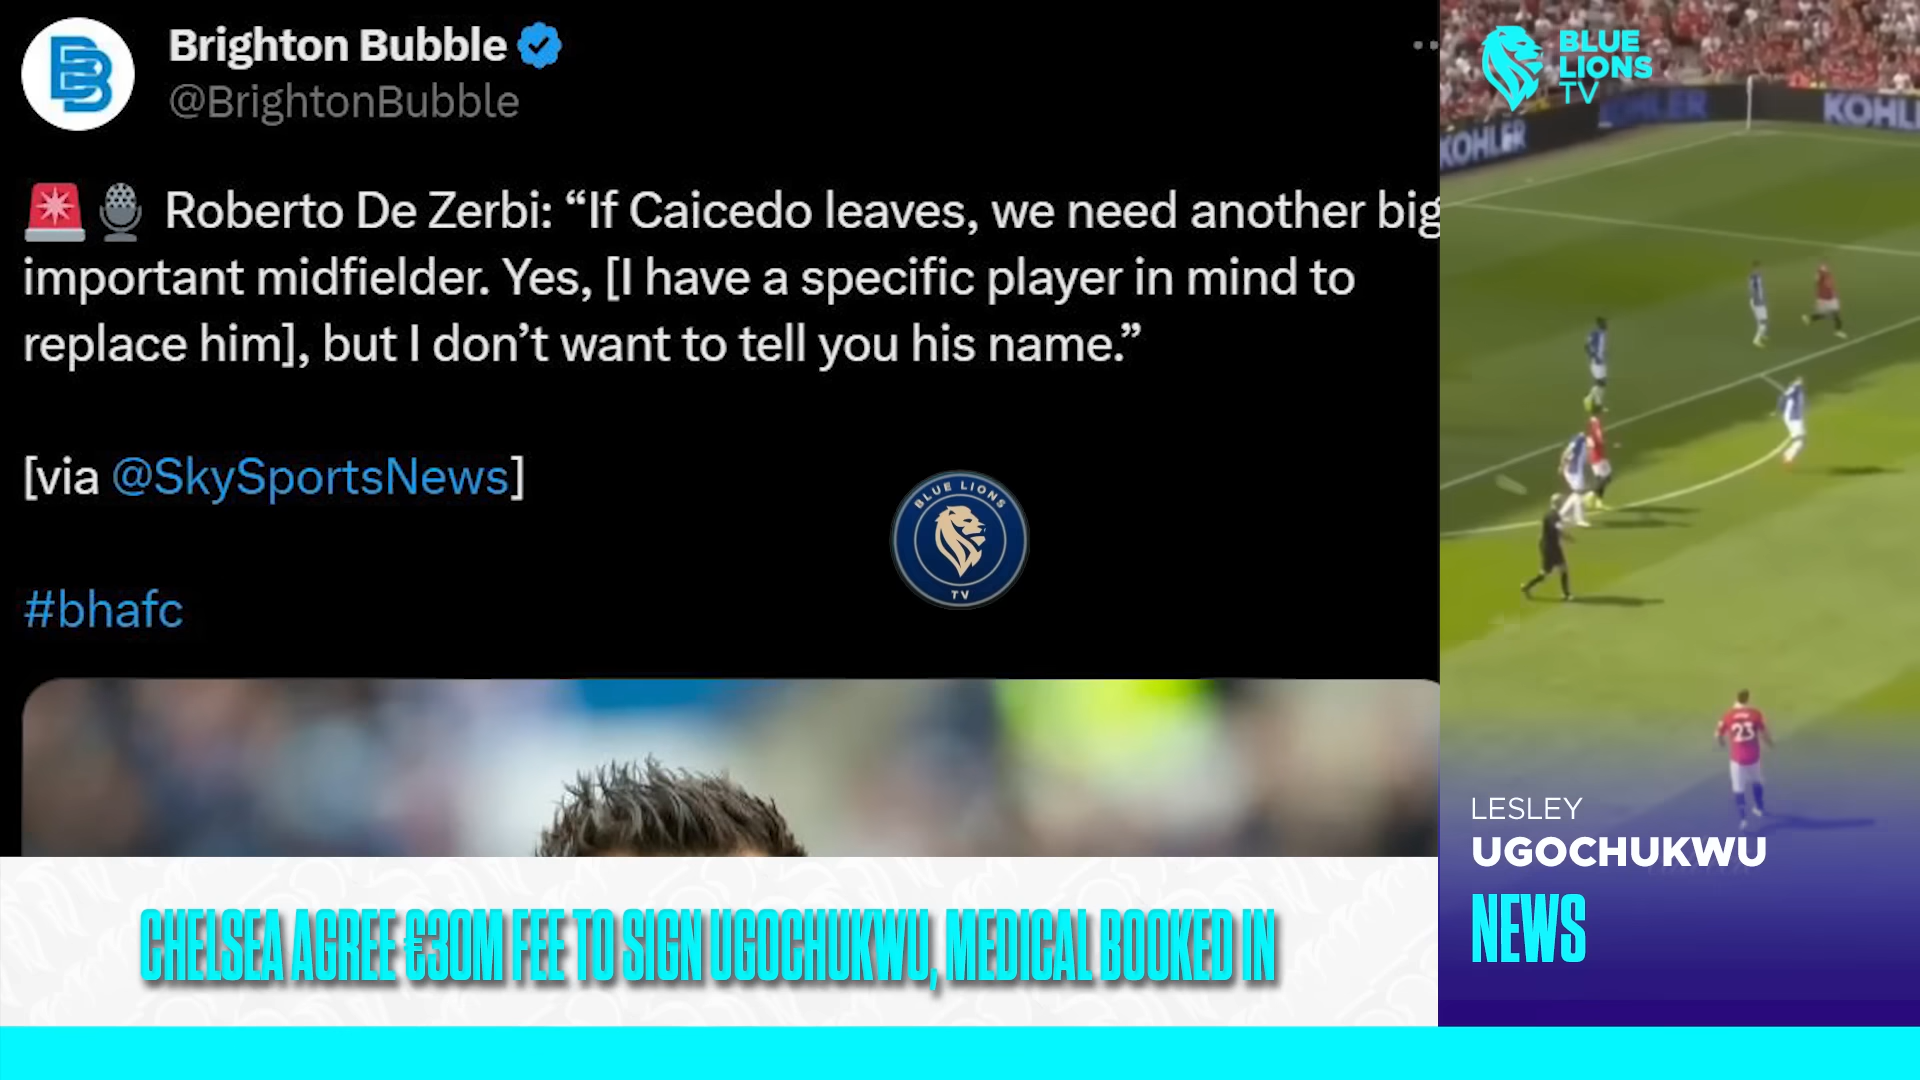 Brighton Bubble
@BrightonBubble
Roberto De Zerbi: “If Caicedo leaves, we need another big
important midfielder. Yes, [I have a specific player in mind to
replace him], but I don’t want to tell you his name.”
[via @SkySportsNews]
#bhafc
BLUE LIONS
TV
CHELSEA AGREE €30M FEE TO SIGN UGOCHUKWU, MEDICAL BOOKED IN
BLUE
LIONS
TV
KOHLER
KOHLER
KOHL
23
LESLEY
UGOCHUKWU
NEWS